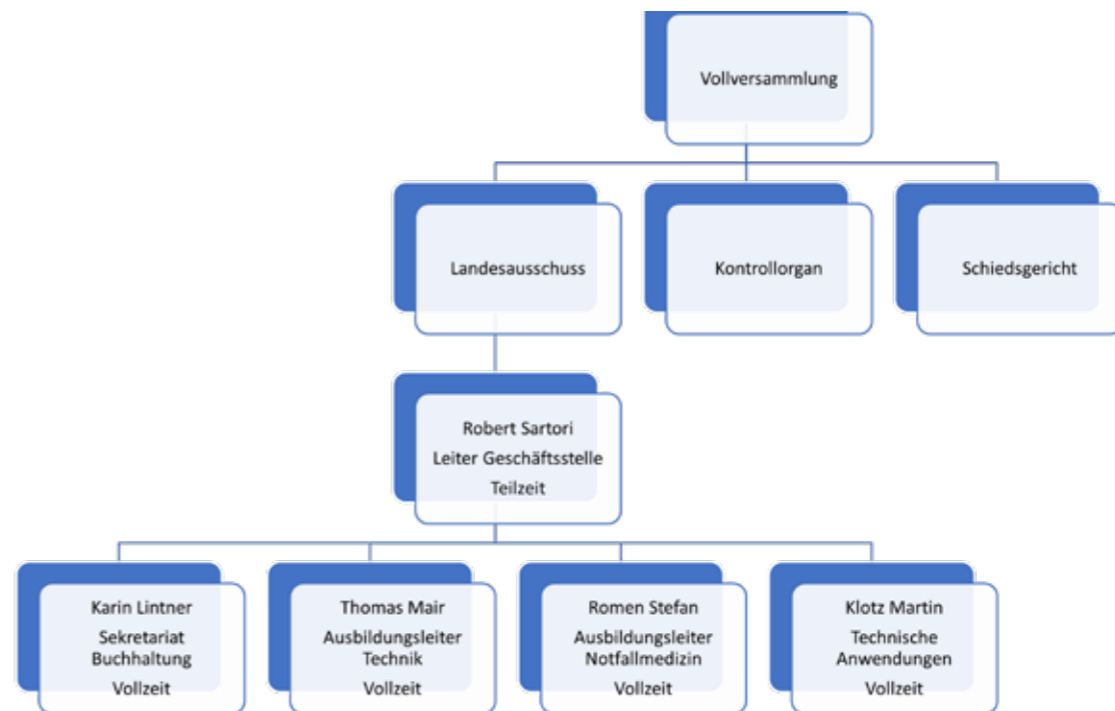 Vollversammlung
Landesausschuss
Kontrollorgan
Schiedsgericht
Robert Sartori
Leiter Geschäftsstelle
Teilzeit
Karin Lintner
Sekretariat
Buchhaltung
Vollzeit
Thomas Mair
Ausbildungsleiter
Technik
Vollzeit
Romen Stefan
Ausbildungsleiter
Notfallmedizin
Vollzeit
Klotz Martin
Technische
Anwendungen
Vollzeit